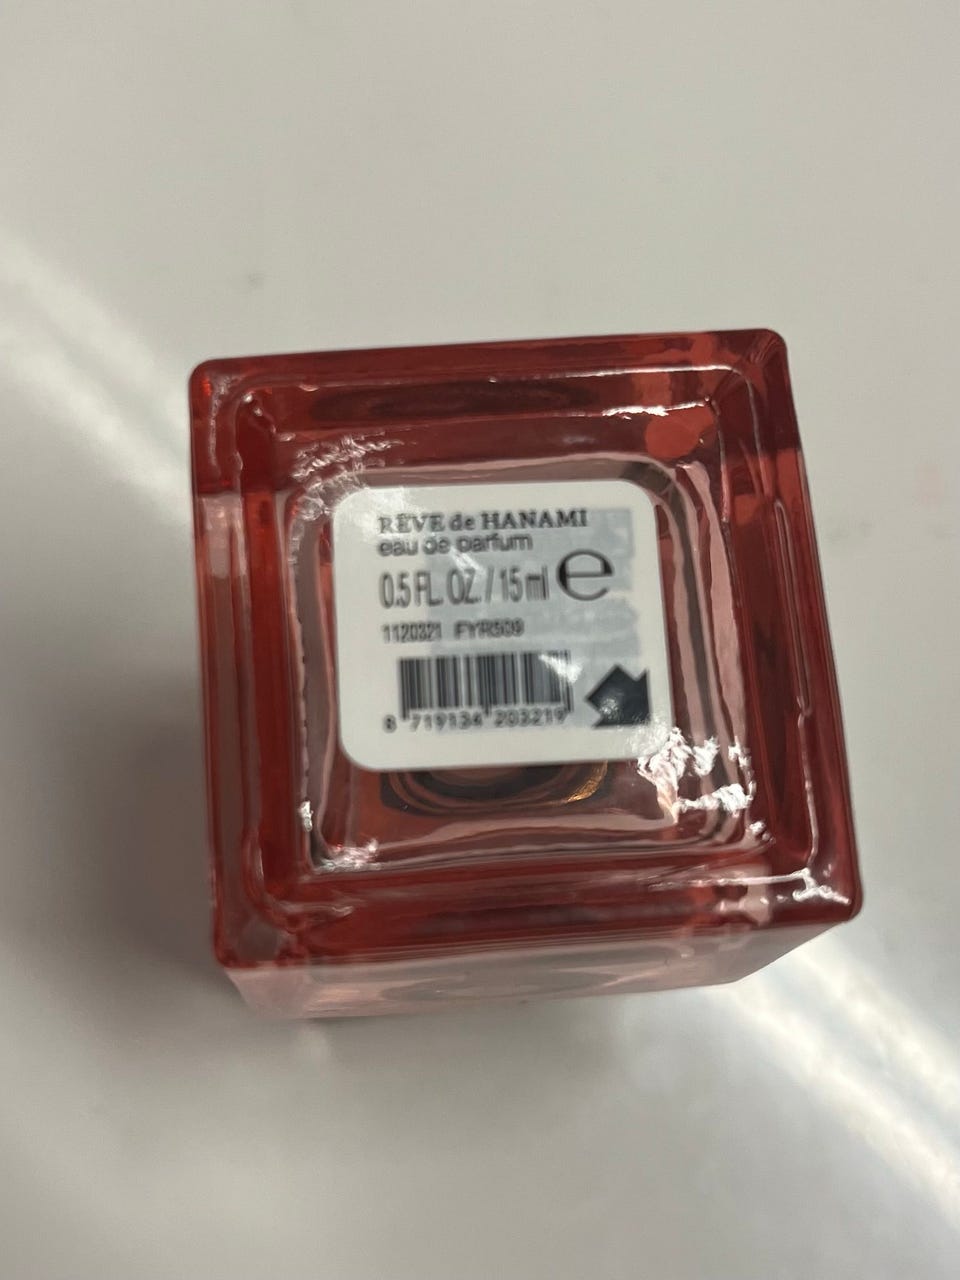 RÊVE de HANAMI
eau de parfum
0.5 FL. OZ. / 15 ml e
1120321 FYR509
8 719134 203219